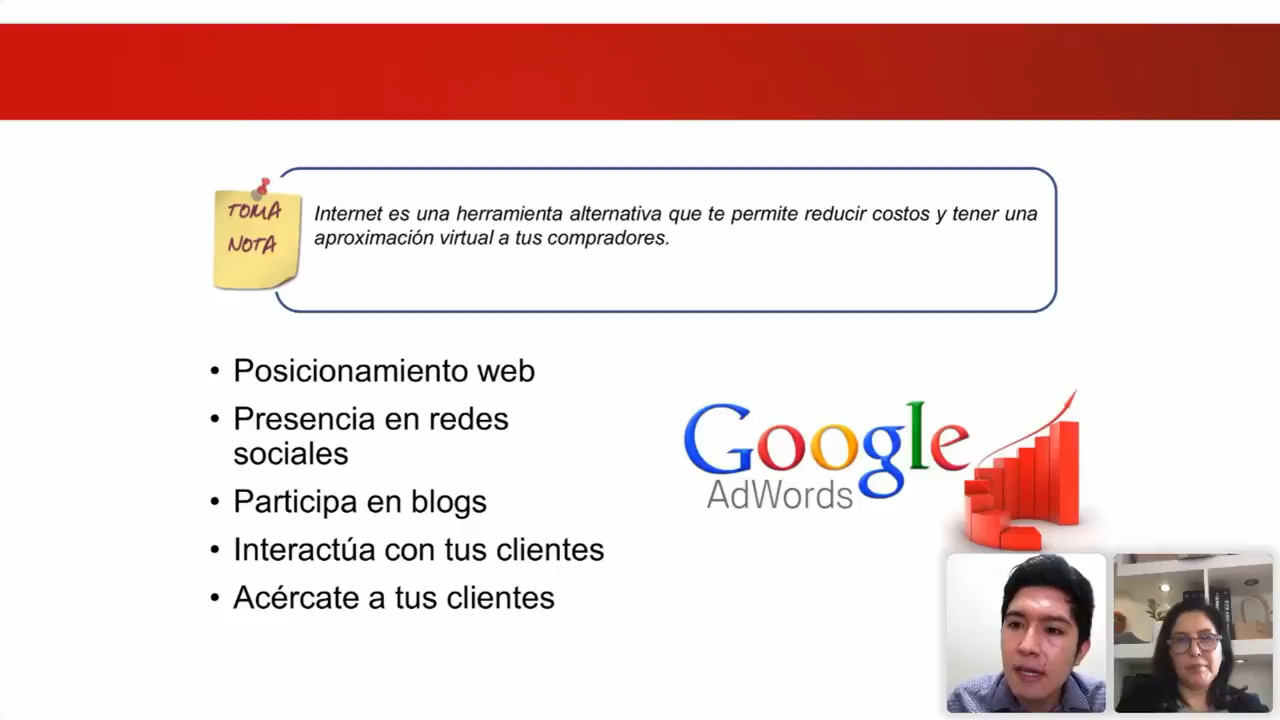 TOMA
NOTA
Internet es una herramienta alternativa que te permite reducir costos y tener una
aproximación virtual a tus compradores.
• Posicionamiento web
• Presencia en redes
sociales
• Participa en blogs
• Interactúa con tus clientes
• Acércate a tus clientes
Google
AdWords